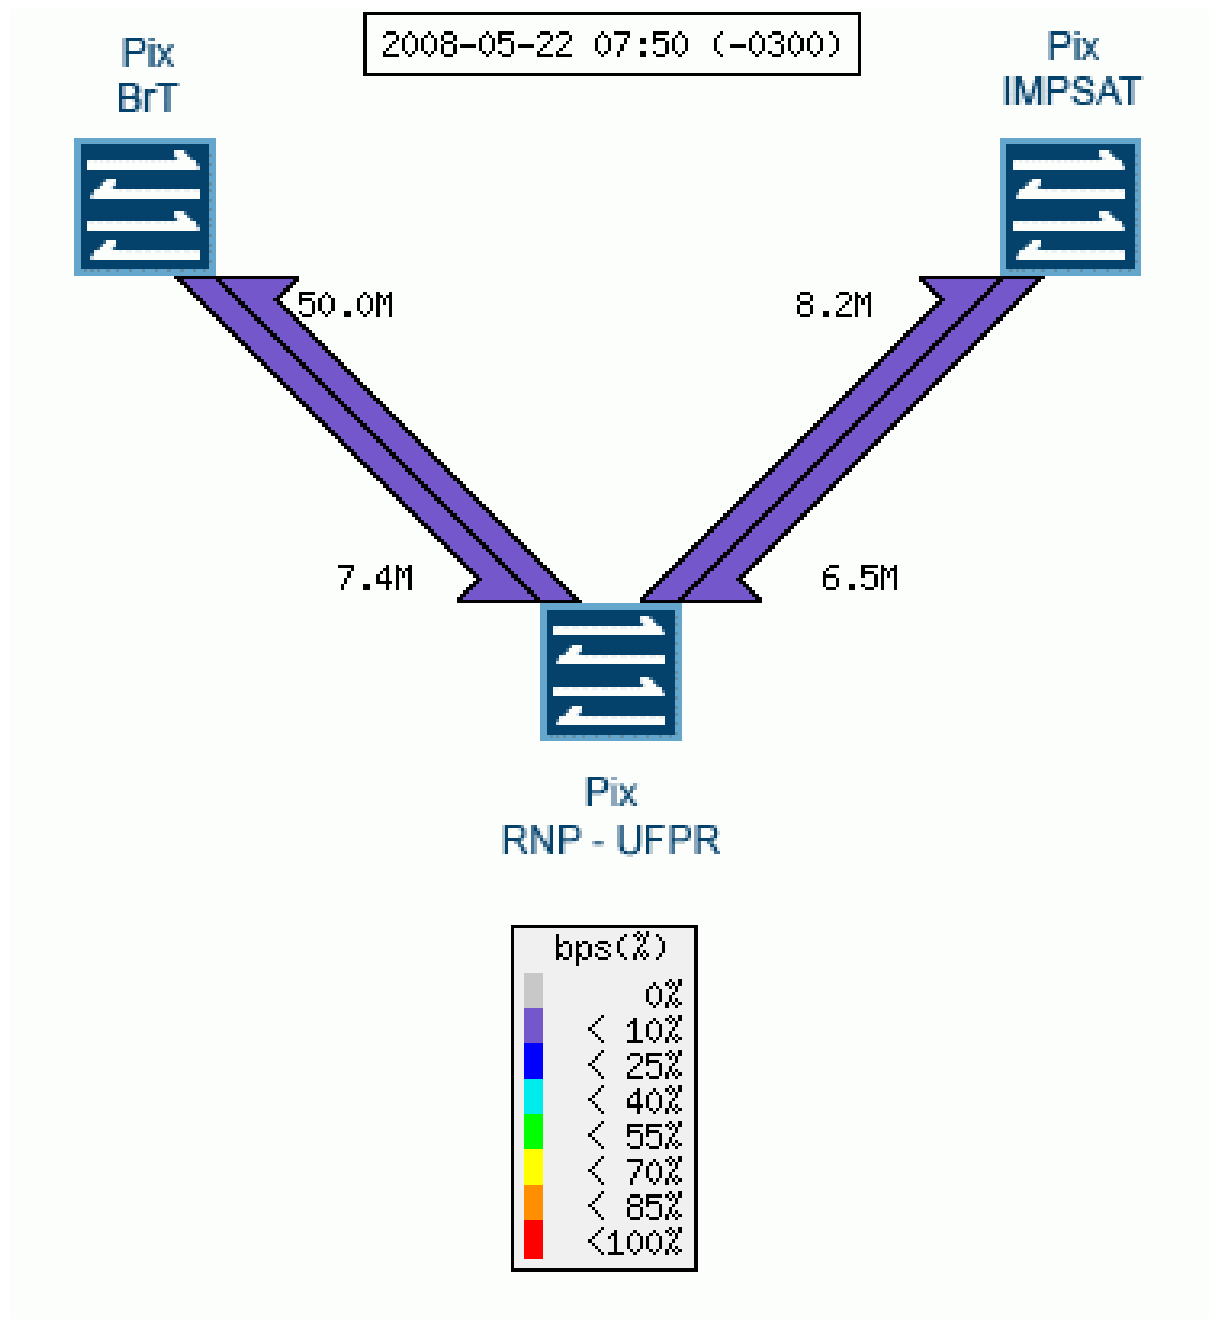 2008-05-22 07:50 (-0300)
Pix
BrT
Pix
IMPSAT
50.0M
8.2M
7.4M
6.5M
Pix
RNP - UFPR
bps(%)
0%
< 10%
< 25%
< 40%
< 55%
< 70%
< 85%
<100%